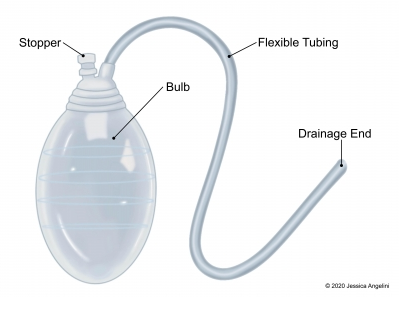 Stopper
Flexible Tubing
Bulb
Drainage End
© 2020 Jessica Angelini